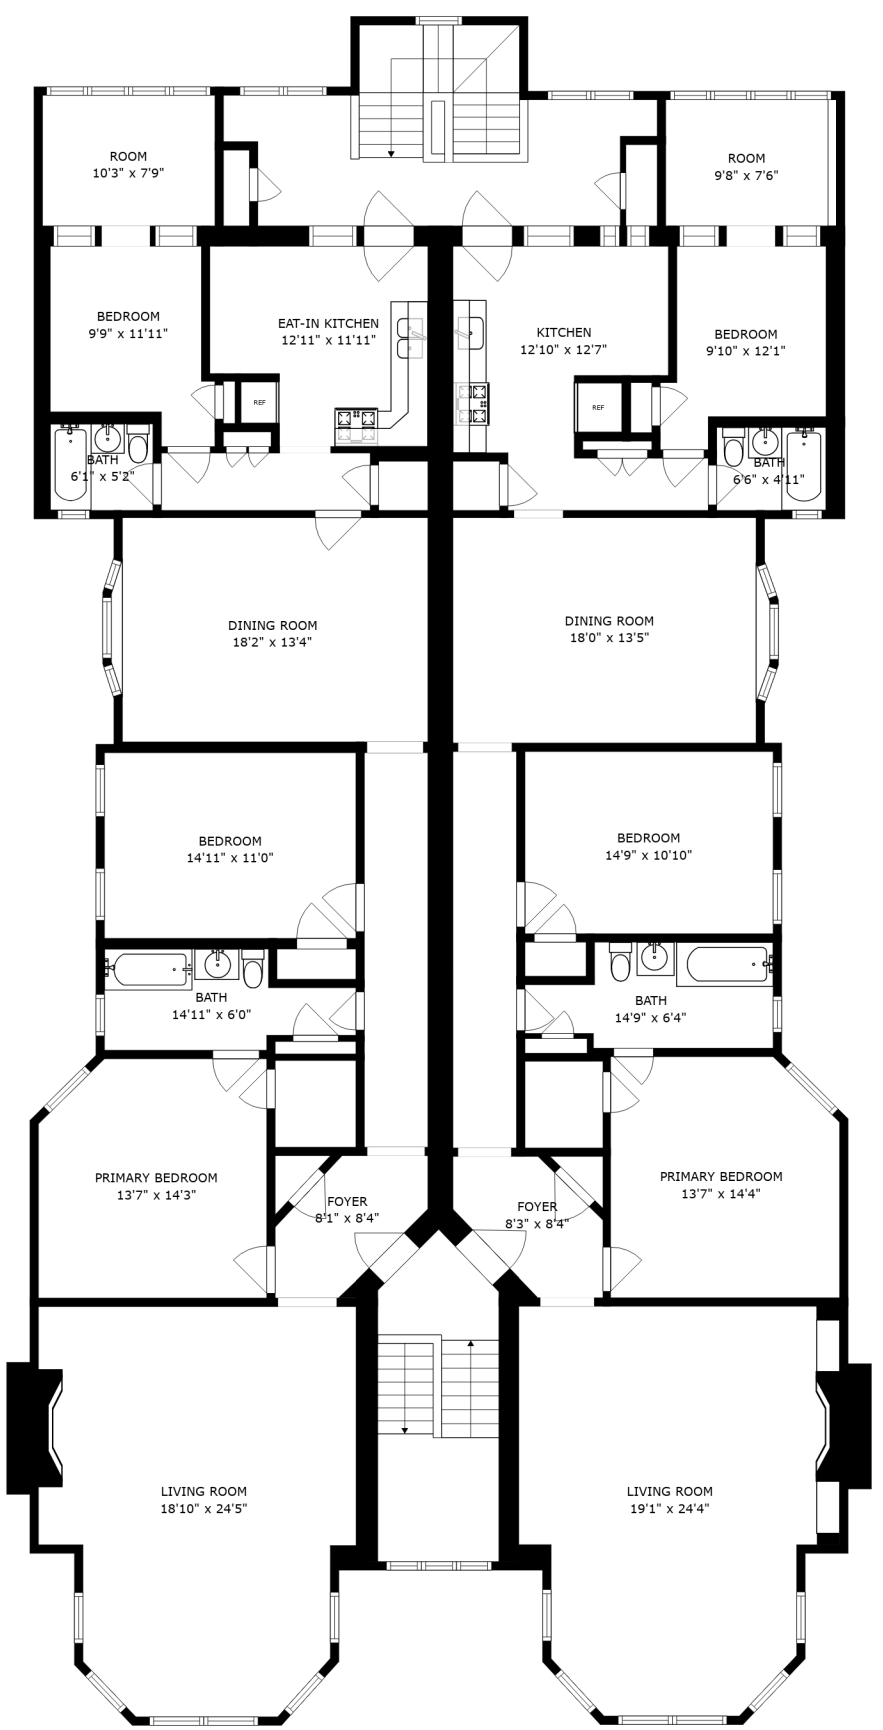 ROOM
10'3" x 7'9"
ROOM
9'8" x 7'6"
BEDROOM
9'9" x 11'11"
EAT-IN KITCHEN
12'11" x 11'11"
KITCHEN
12'10" x 12'7"
BEDROOM
9'10" x 12'1"
REF
REF
BATH
6'1" x 5'2"
BATH
6'6" x 4'11"
DINING ROOM
18'2" x 13'4"
DINING ROOM
18'0" x 13'5"
BEDROOM
14'11" x 11'0"
BEDROOM
14'9" x 10'10"
BATH
14'11" x 6'0"
BATH
14'9" x 6'4"
PRIMARY BEDROOM
13'7" x 14'3"
FOYER
8'1" x 8'4"
FOYER
8'3" x 8'4"
PRIMARY BEDROOM
13'7" x 14'4"
LIVING ROOM
18'10" x 24'5"
LIVING ROOM
19'1" x 24'4"